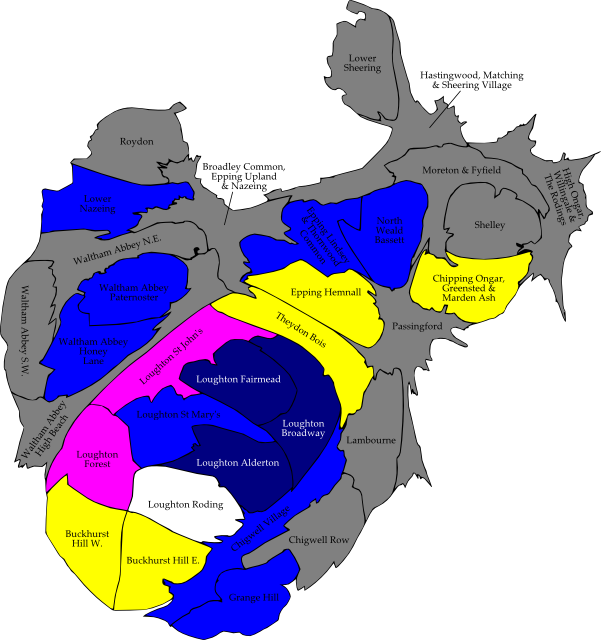 Lower
Sheering
Hastingwood, Matching
& Sheering Village
Roydon
Broadley Common,
Epping Upland
& Nazeing
Moreton & Fyfield
High Ongar,
Willingale &
The Rodings
Lower
Nazeing
Epping Lindsey
& Thornwood
Common
North
Weald
Bassett
Shelley
Waltham Abbey N.E.
Waltham Abbey
Paternoster
Epping Hemnall
Chipping Ongar,
Greensted &
Marden Ash
Waltham Abbey S.W.
Theydon Bois
Passingford
Waltham Abbey
Honey
Lane
Loughton St John's
Loughton Fairmead
Waltham Abbey
High Beach
Loughton St Mary's
Loughton
Broadway
Lambourne
Loughton
Forest
Loughton Alderton
Loughton Roding
Chigwell Village
Buckhurst
Hill W.
Chigwell Row
Buckhurst Hill E.
Grange Hill